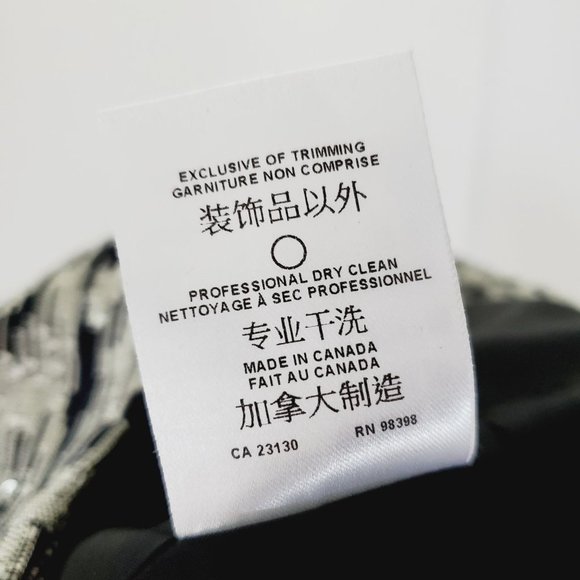 EXCLUSIVE OF TRIMMING
GARNITURE NON COMPRISE
装饰品以外
PROFESSIONAL DRY CLEAN
NETTOYAGE À SEC PROFESSIONNEL
专业干洗
MADE IN CANADA
FAIT AU CANADA
加拿大制造
CA 23130 RN 98398